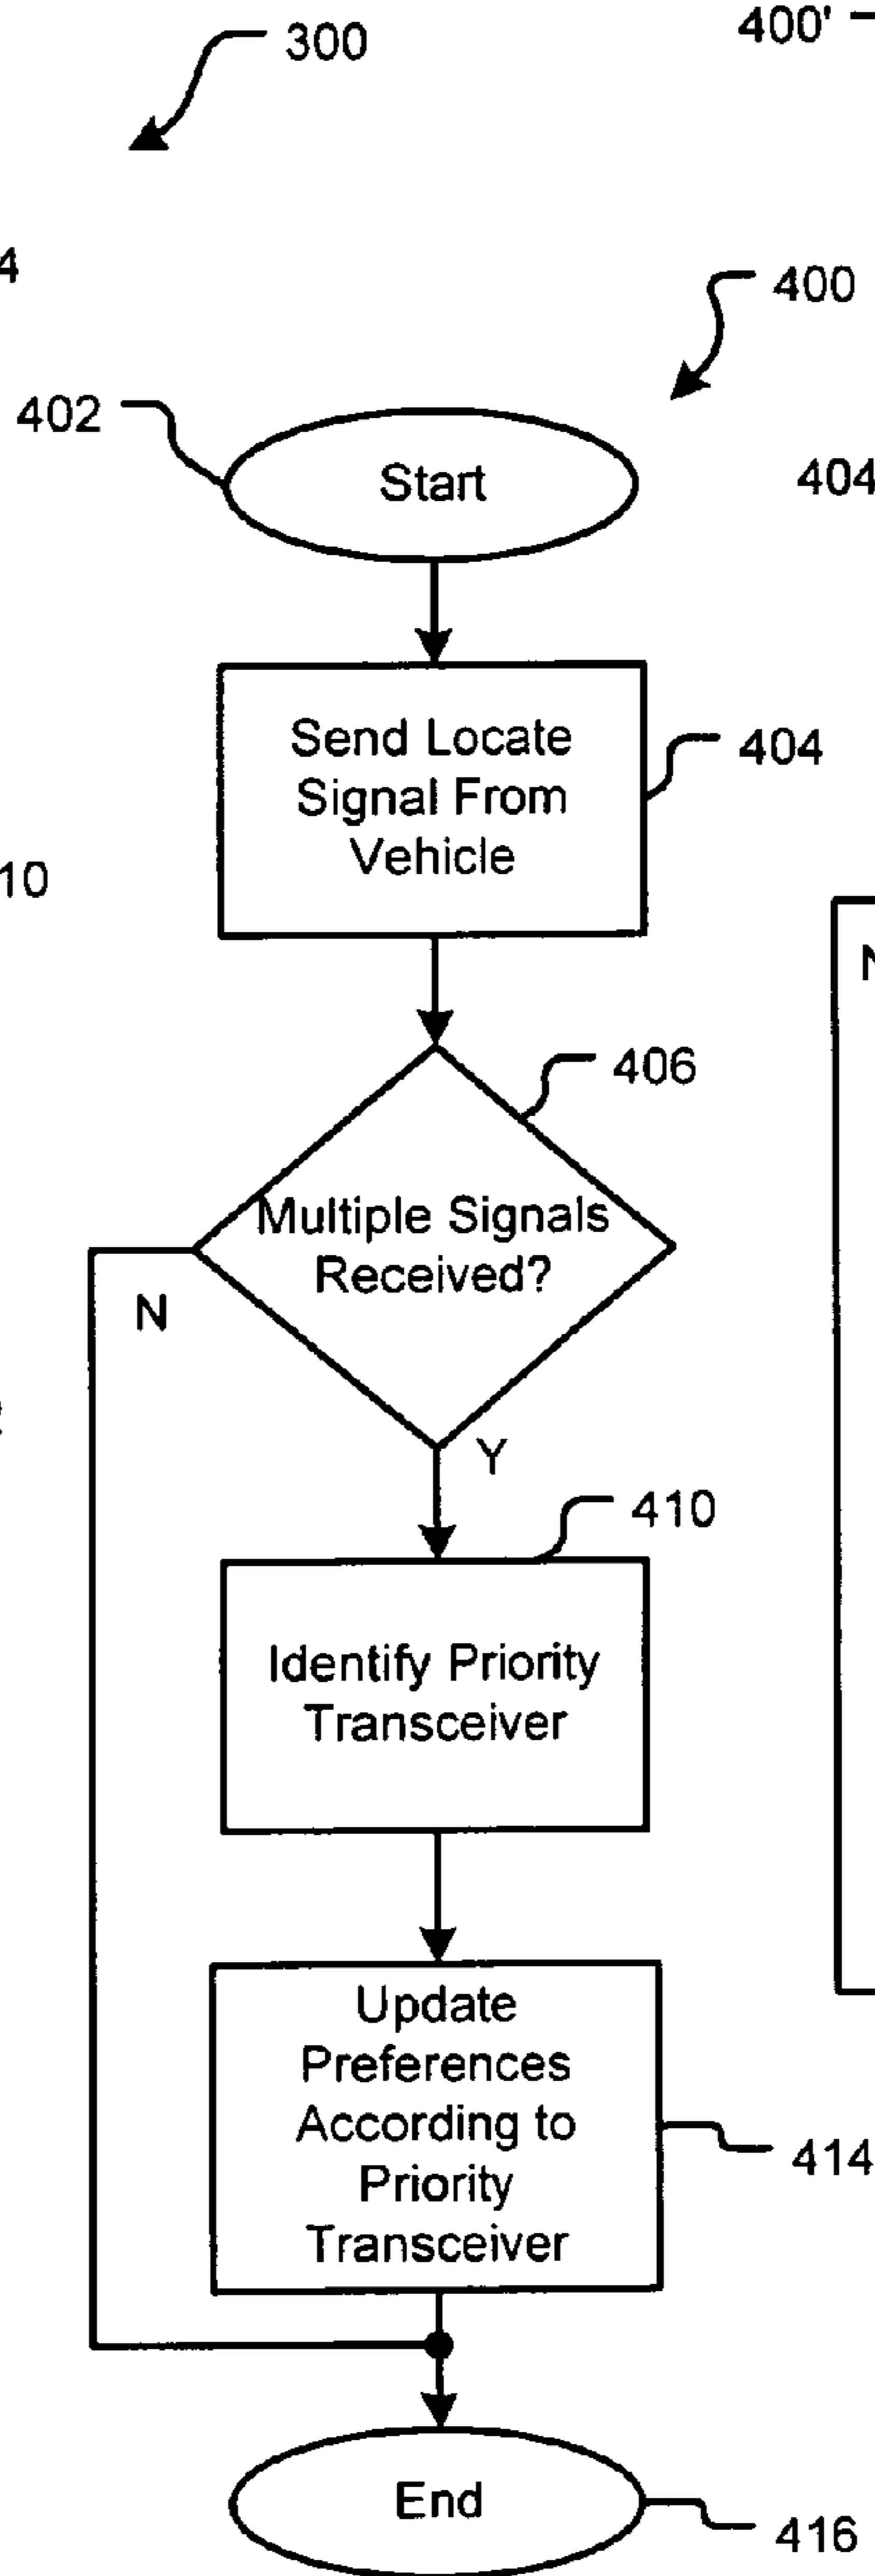 300
400'
400
402
Start
404
Send Locate
Signal From
Vehicle
404
10
406
Multiple Signals
Received?
N
Y
410
Identify Priority
Transceiver
Update
Preferences
According to
Priority
Transceiver
414
End
416